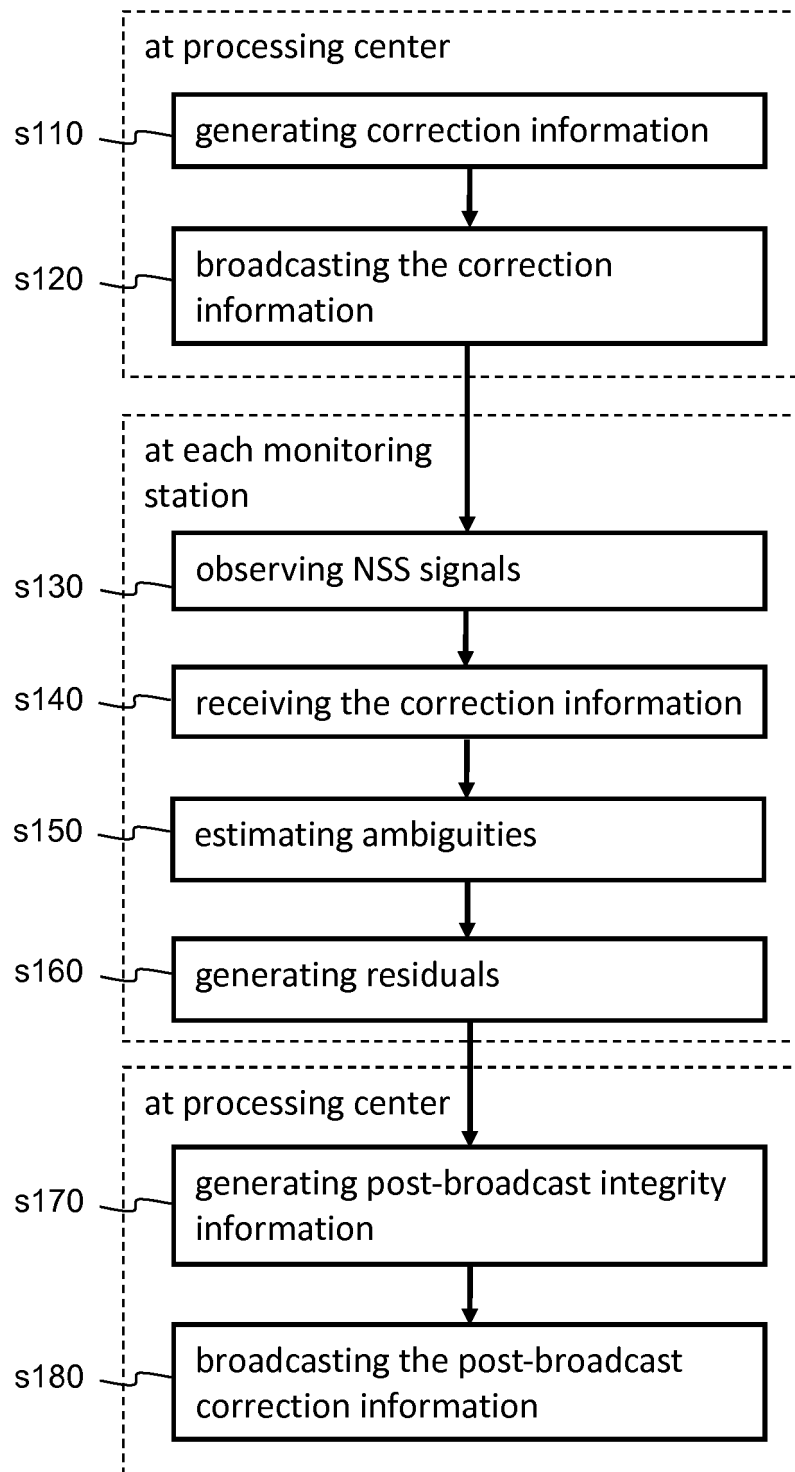 at processing center
s110
generating correction information
s120
broadcasting the correction
information
at each monitoring
station
s130
observing NSS signals
s140
receiving the correction information
s150
estimating ambiguities
s160
generating residuals
at processing center
s170
generating post-broadcast integrity
information
s180
broadcasting the post-broadcast
correction information